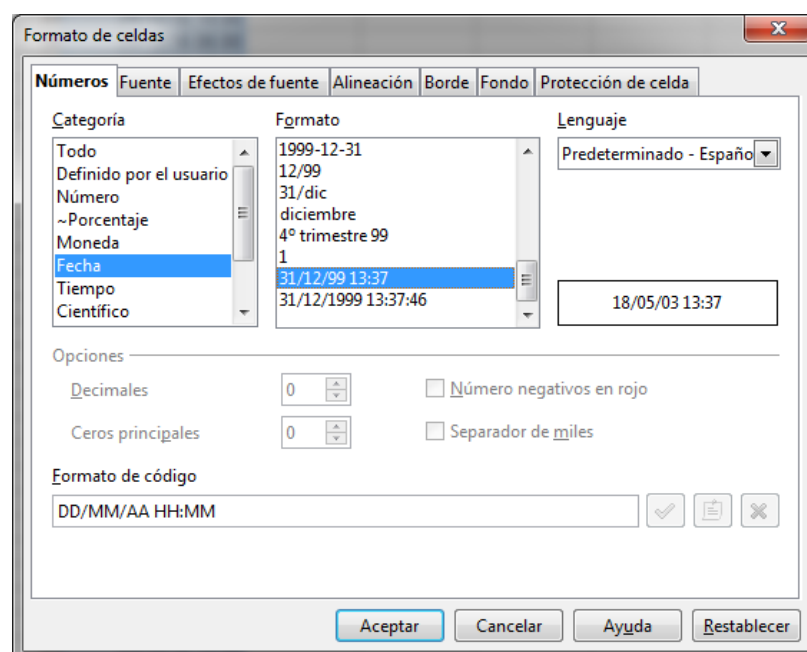 Formato de celdas
Números Fuente Efectos de fuente Alineación Borde Fondo Protección de celda
Categoría
Todo
Definido por el usuario
Número
~Porcentaje
Moneda
Fecha
Tiempo
Científico
Formato
1999-12-31
12/99
31/dic
diciembre
4º trimestre 99
1
31/12/99 13:37
31/12/1999 13:37:46
Lenguaje
Predeterminado - Españo
18/05/03 13:37
Opciones
Decimales 0 Número negativos en rojo
Ceros principales 0 Separador de miles
Formato de código
DD/MM/AA HH:MM
Aceptar Cancelar Ayuda Restablecer